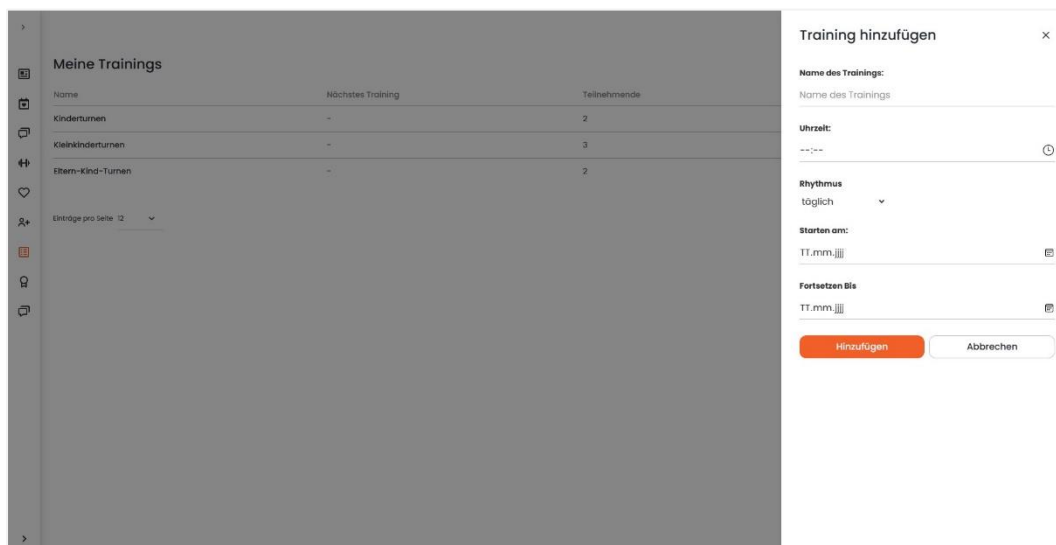 Meine Trainings
Name Nächstes Training Teilnehmende
Kinderturnen - 2
Kleinkinderturnen - 3
Eltern-Kind-Turnen - 2
Einträge pro Seite 12
Training hinzufügen
Name des Trainings:
Name des Trainings
Uhrzeit:
--:--
Rhythmus
täglich
Starten am:
TT.mm.jjjj
Fortsetzen Bis
TT.mm.jjjj
Hinzufügen Abbrechen